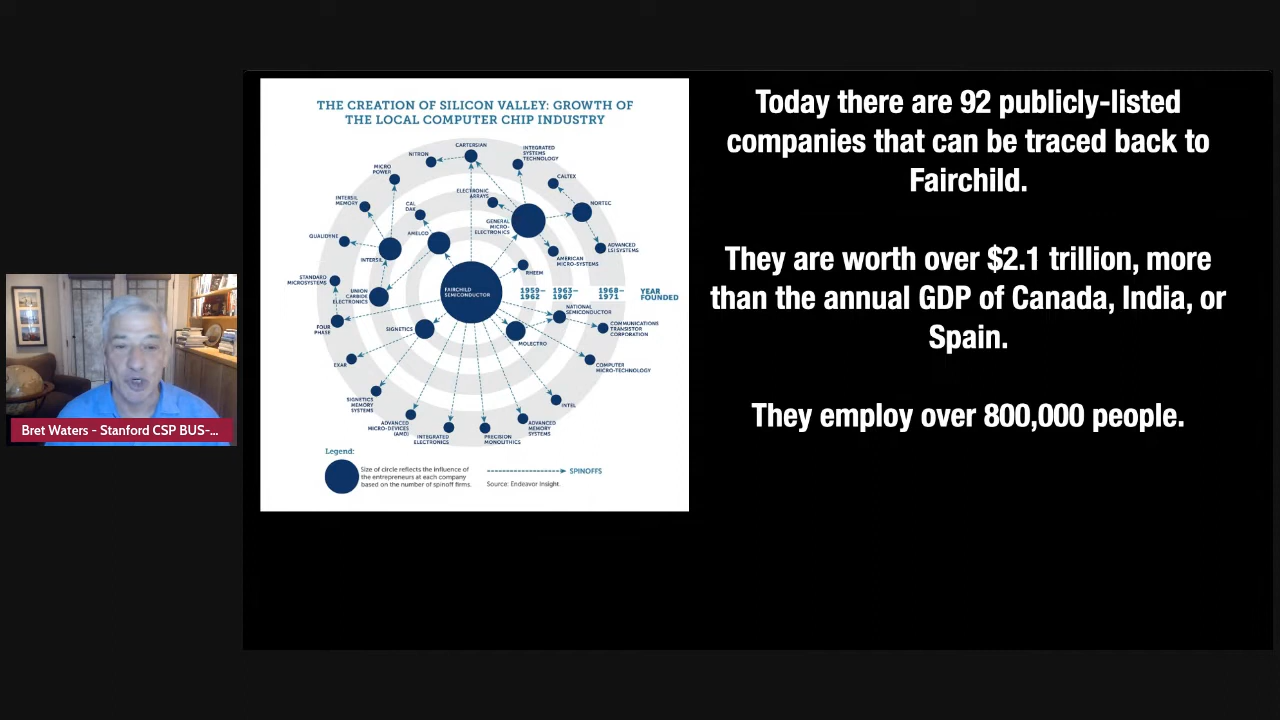 THE CREATION OF SILICON VALLEY: GROWTH OF
THE LOCAL COMPUTER CHIP INDUSTRY
CARTERSIAN
NITRON
INTEGRATED
SYSTEMS
TECHNOLOGY
MICRO
POWER
CALTEX
ELECTRONIC
ARRAYS
INTERSIL
MEMORY
CAL
DAK
NORTEC
GENERAL
MICRO-
ELECTRONICS
AMELCO
QUALIDYNE
ADVANCED
LSI SYSTEMS
INTERSIL
AMERICAN
MICRO-SYSTEMS
RHEEM
STANDARD
MICROSYSTEMS
UNION
CARBIDE
ELECTRONICS
FAIRCHILD
SEMICONDUCTOR
1959–
1962
1963–
1967
1968–
1971
YEAR
FOUNDED
NATIONAL
SEMICONDUCTOR
FOUR
PHASE
SIGNETICS
COMMUNICATIONS
TRANSISTOR
CORPORATION
MOLECTRO
EXAR
COMPUTER
MICRO-TECHNOLOGY
SIGNETICS
MEMORY
SYSTEMS
INTEL
ADVANCED
MICRO-DEVICES
(AMD)
INTEGRATED
ELECTRONICS
PRECISION
MONOLITHICS
ADVANCED
MEMORY
SYSTEMS
Legend:
Size of circle reflects the influence of
the entrepreneurs at each company
based on the number of spinoff firms.
SPINOFFS
Source: Endeavor Insight.
Today there are 92 publicly-listed
companies that can be traced back to
Fairchild.
They are worth over $2.1 trillion, more
than the annual GDP of Canada, India, or
Spain.
They employ over 800,000 people.
Bret Waters - Stanford CSP BUS-...